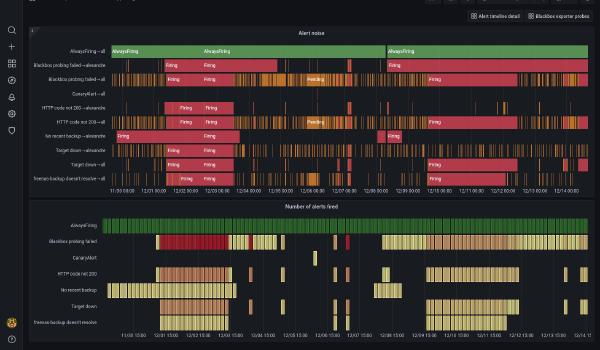 Alert timeline detail
Blackbox exporter probes
i
Alert noise
AlwaysFiring→all
AlwaysFiring
AlwaysFiring
AlwaysFiring
Blackbox probing failed→alexandre
Firing
Firing
Firing
Blackbox probing failed→all
Firing
Firing
Pending
Firing
CanaryAlert→all
HTTP code not 200→alexandre
Firing
Firing
HTTP code not 200→all
Firing
Firing
Pending
Firing
No recent backup→alexandre
Firing
Firing
Firing
Target down→alexandre
Target down→all
Firing
Firing
Firing
freenas-backup doesn't resolve→all
Firing
Firing
Firing
11/30 00:00
12/01 00:00
12/02 00:00
12/03 00:00
12/04 00:00
12/05 00:00
12/06 00:00
12/07 00:00
12/08 00:00
12/09 00:00
12/10 00:00
12/11 00:00
12/12 00:00
12/13 00:00
12/14 00:00
Number of alerts fired
AlwaysFiring
Blackbox probing failed
CanaryAlert
HTTP code not 200
No recent backup
Target down
freenas-backup doesn't resolve
11/30 15:00
12/01 15:00
12/02 15:00
12/03 15:00
12/04 15:00
12/05 15:00
12/06 15:00
12/07 15:00
12/08 15:00
12/09 15:00
12/10 15:00
12/11 15:00
12/12 15:00
12/13 15:00